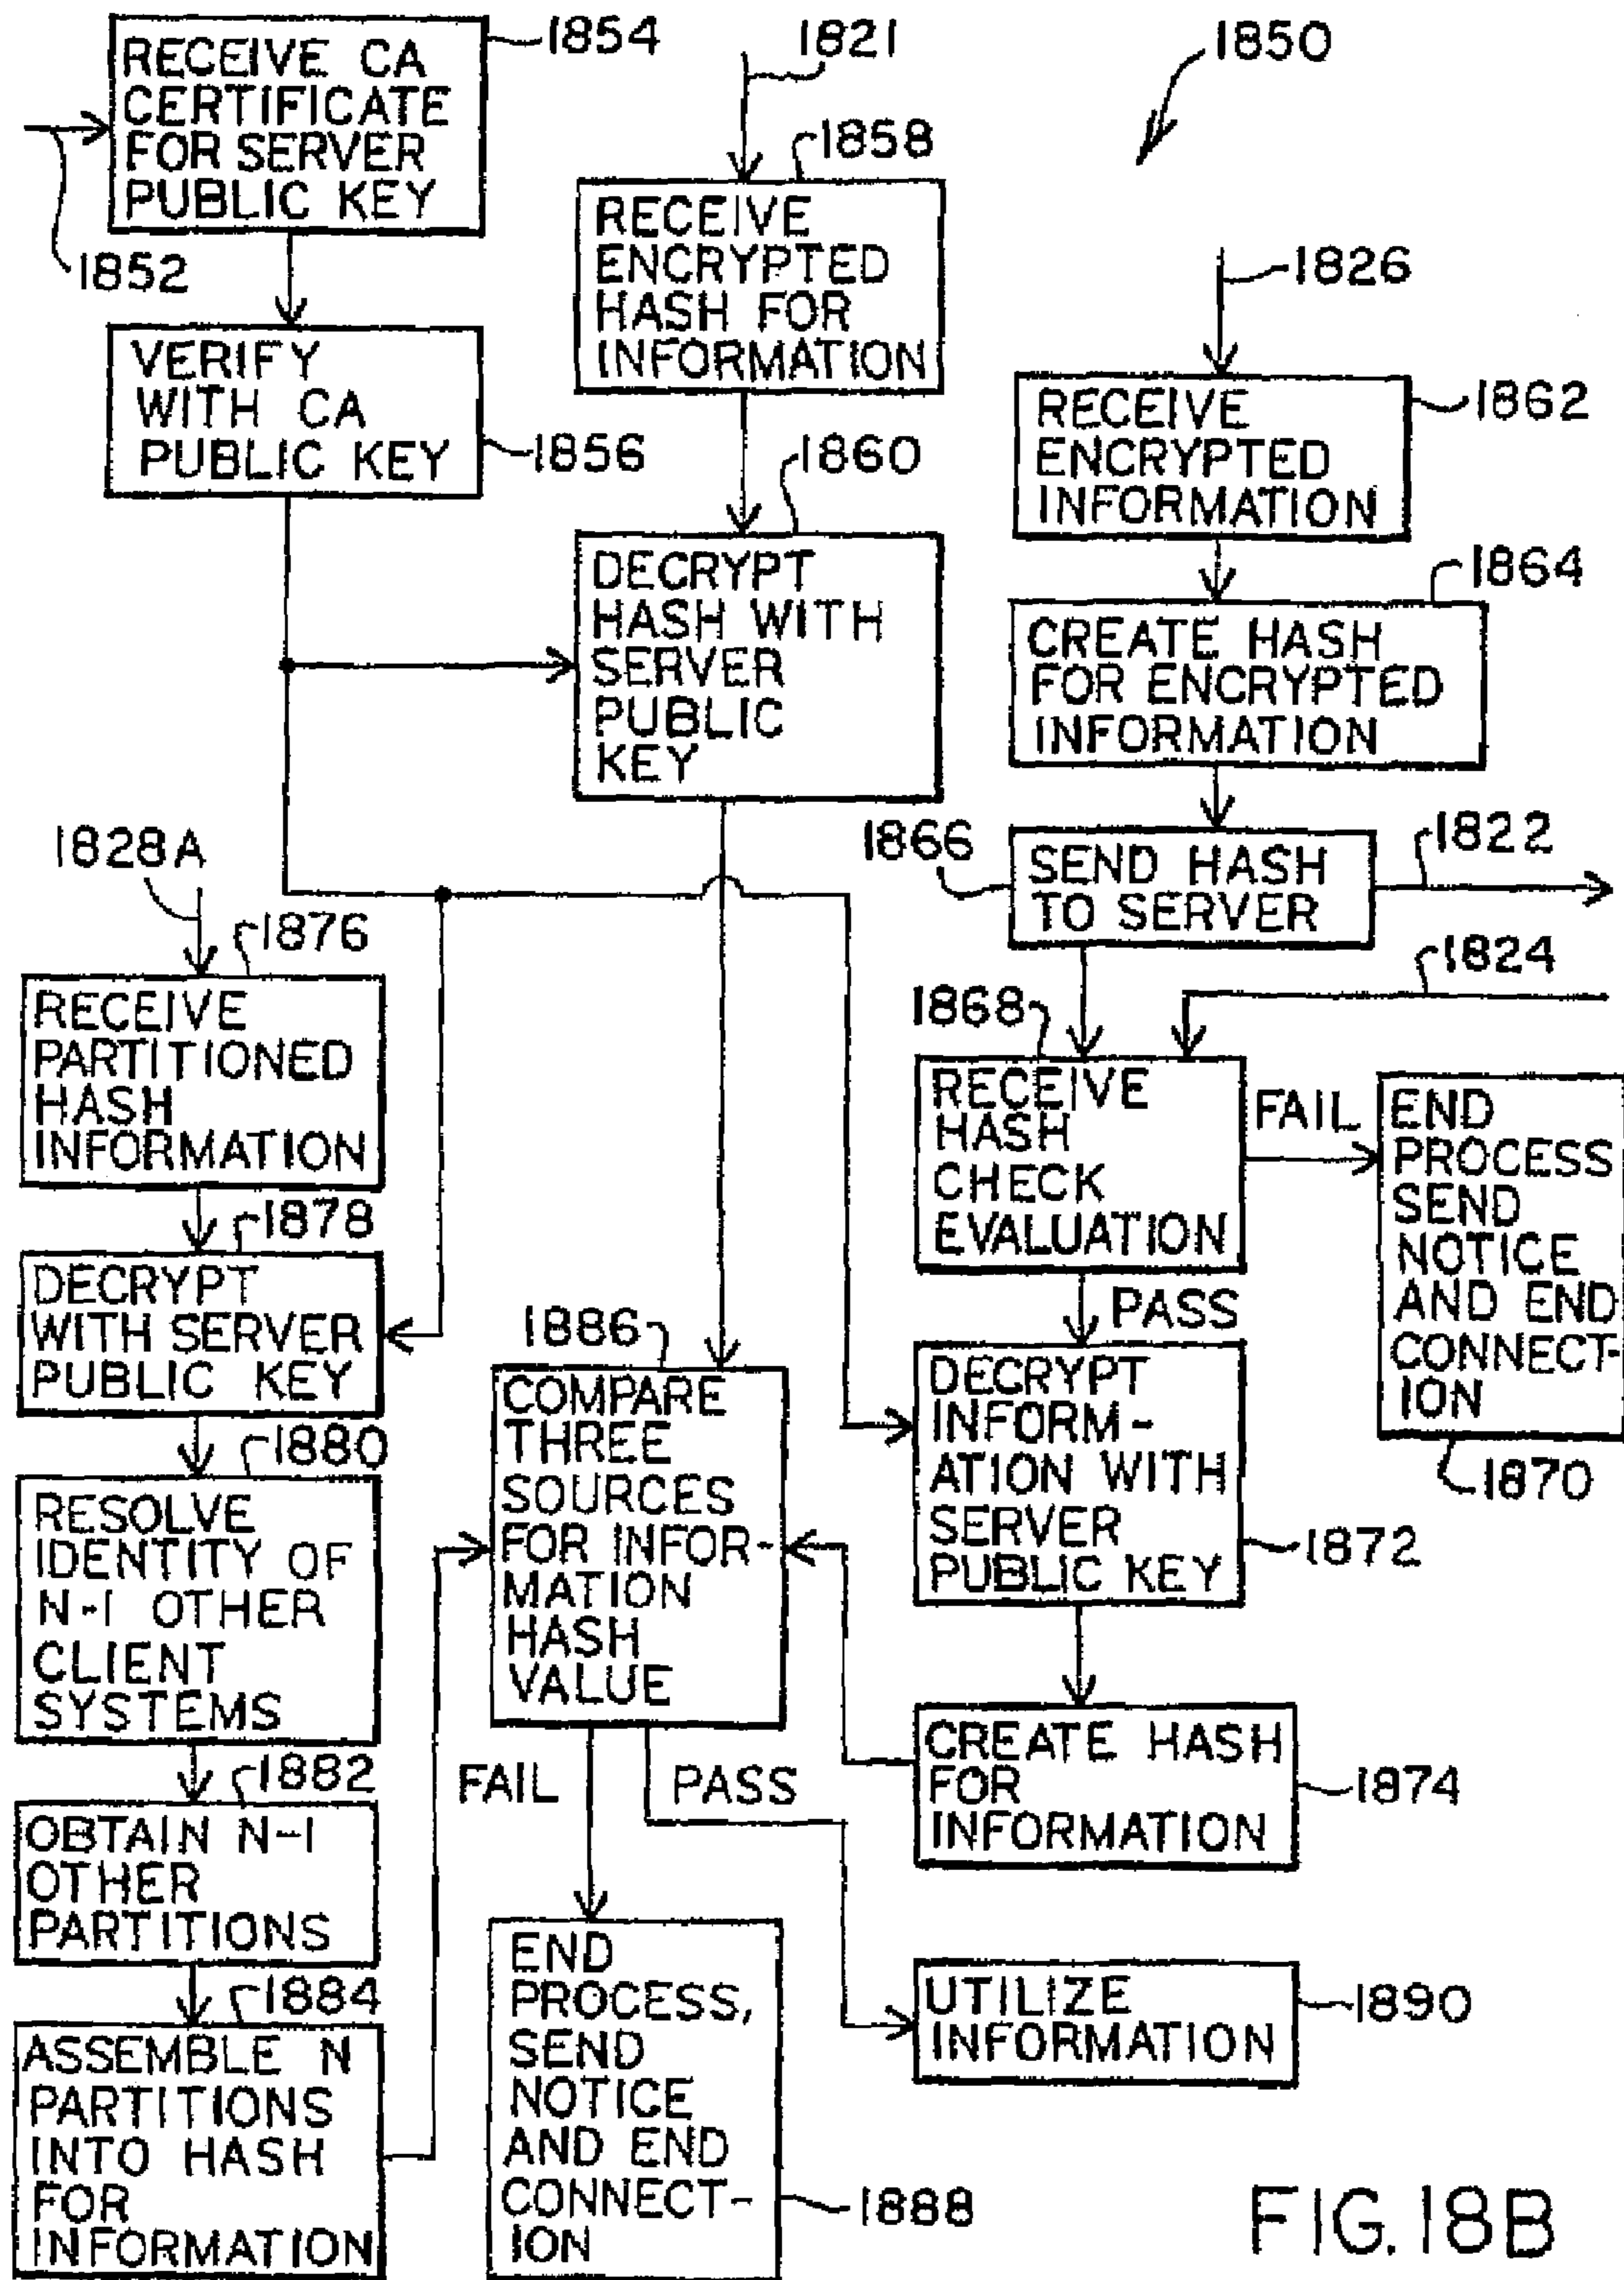 1854
RECEIVE CA
CERTIFICATE
FOR SERVER
PUBLIC KEY
1852
1821
1850
1858
RECEIVE
ENCRYPTED
HASH FOR
INFORMATION
1826
VERIFY
WITH CA
PUBLIC KEY
1856
1860
DECRYPT
HASH WITH
SERVER
PUBLIC
KEY
1862
RECEIVE
ENCRYPTED
INFORMATION
1864
CREATE HASH
FOR ENCRYPTED
INFORMATION
1866
SEND HASH
TO SERVER
1822
1824
1828A
1876
RECEIVE
PARTITIONED
HASH
INFORMATION
1868
RECEIVE
HASH
CHECK
EVALUATION
FAIL
END
PROCESS
SEND
NOTICE
AND END
CONNECT-
ION
1870
PASS
1878
DECRYPT
WITH SERVER
PUBLIC KEY
1886
COMPARE
THREE
SOURCES
FOR INFOR-
MATION
HASH
VALUE
DECRYPT
INFORM-
ATION WITH
SERVER
PUBLIC KEY
1872
1880
RESOLVE
IDENTITY OF
N-1 OTHER
CLIENT
SYSTEMS
1882
OBTAIN N-1
OTHER
PARTITIONS
FAIL
PASS
CREATE HASH
FOR
INFORMATION
1874
1884
ASSEMBLE N
PARTITIONS
INTO HASH
FOR
INFORMATION
END
PROCESS,
SEND
NOTICE
AND END
CONNECT-
ION
1888
UTILIZE
INFORMATION
1890
FIG. 18B